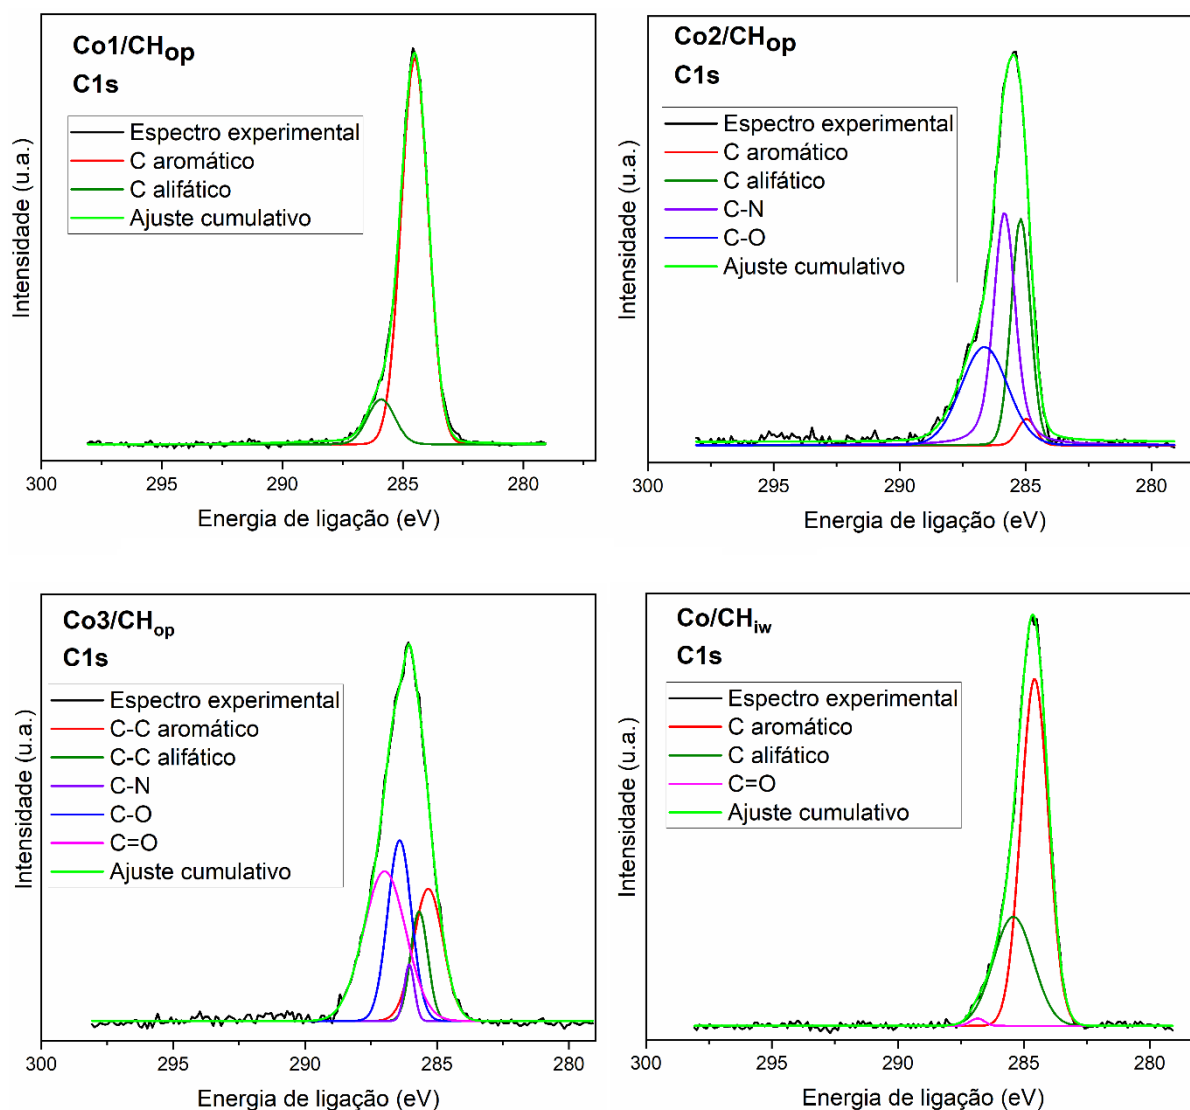 Co1/CHop
C1s
Espectro experimental
C aromático
C alifático
Ajuste cumulativo
Intensidade (u.a.)
300 295 290 285 280
Energia de ligação (eV)
Co2/CHop
C1s
Espectro experimental
C aromático
C alifático
C-N
C-O
Ajuste cumulativo
Intensidade (u.a.)
300 295 290 285 280
Energia de ligação (eV)
Co3/CHop
C1s
Espectro experimental
C-C aromático
C-C alifático
C-N
C-O
C=O
Ajuste cumulativo
Intensidade (u.a.)
300 295 290 285 280
Energia de ligação (eV)
Co/CHiw
C1s
Espectro experimental
C aromático
C alifático
C=O
Ajuste cumulativo
Intensidade (u.a.)
300 295 290 285 280
Energia de ligação (eV)